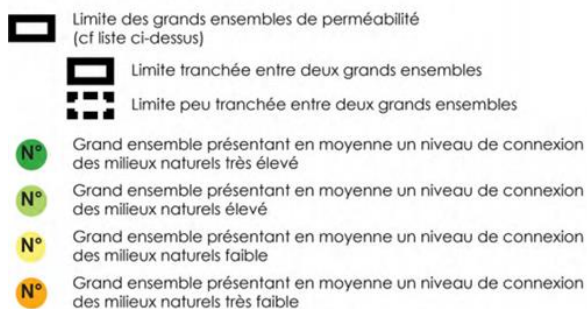 Limite des grands ensembles de perméabilité
(cf liste ci-dessus)
Limite tranchée entre deux grands ensembles
Limite peu tranchée entre deux grands ensembles
N° Grand ensemble présentant en moyenne un niveau de connexion
des milieux naturels très élevé
N° Grand ensemble présentant en moyenne un niveau de connexion
des milieux naturels élevé
N° Grand ensemble présentant en moyenne un niveau de connexion
des milieux naturels faible
N° Grand ensemble présentant en moyenne un niveau de connexion
des milieux naturels très faible